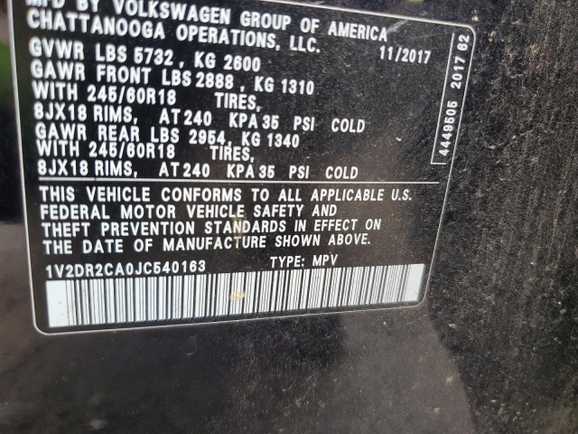 MFD BY VOLKSWAGEN GROUP OF AMERICA
CHATTANOOGA OPERATIONS, LLC.
11/2017
GVWR LBS 5732 , KG 2600
GAWR FRONT LBS 2888 , KG 1310
WITH 245/60R18 TIRES,
8JX18 RIMS, AT 240 KPA 35 PSI COLD
GAWR REAR LBS 2954, KG 1340
WITH 245/60R18 TIRES,
8JX18 RIMS, AT 240 KPA 35 PSI COLD
4449505 2017 62
THIS VEHICLE CONFORMS TO ALL APPLICABLE U.S.
FEDERAL MOTOR VEHICLE SAFETY AND
THEFT PREVENTION STANDARDS IN EFFECT ON
THE DATE OF MANUFACTURE SHOWN ABOVE.
1V2DR2CA0JC540163 TYPE: MPV